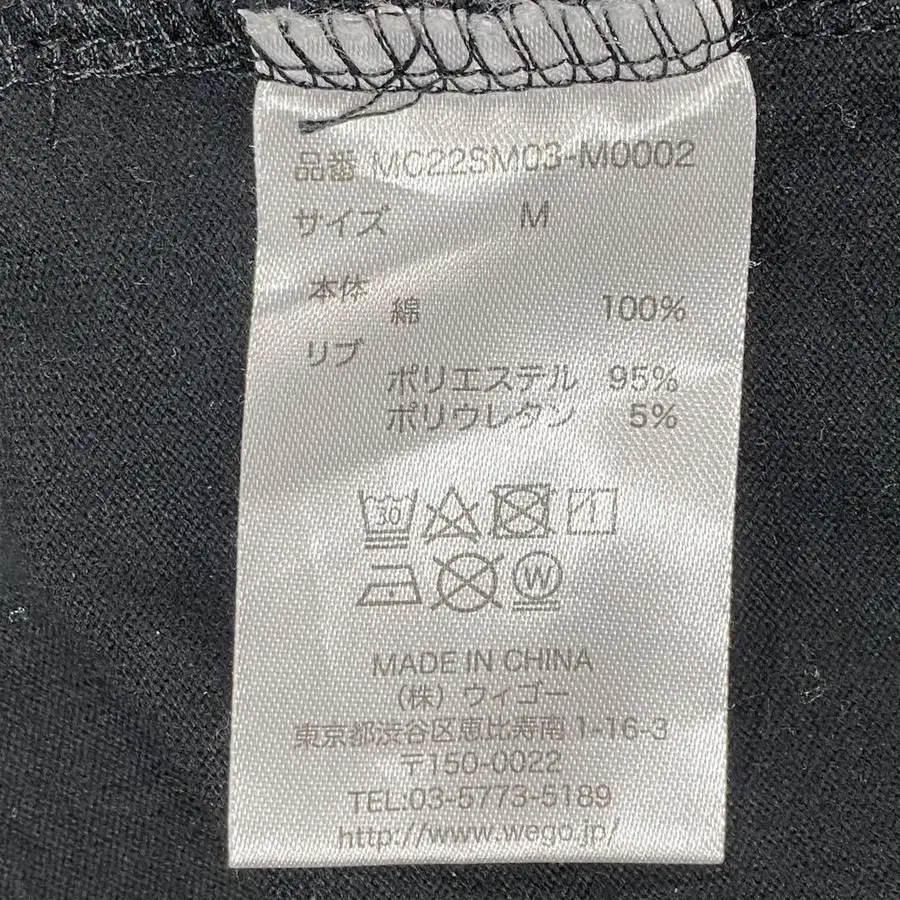 品番 MC22SM03-M0002
サイズ M
本体
綿 100%
リブ
ポリエステル 95%
ポリウレタン 5%
30
W
MADE IN CHINA
（株）ウィゴー
東京都渋谷区恵比寿南 1-16-3
〒150-0022
TEL:03-5773-5189
http://www.wego.jp/